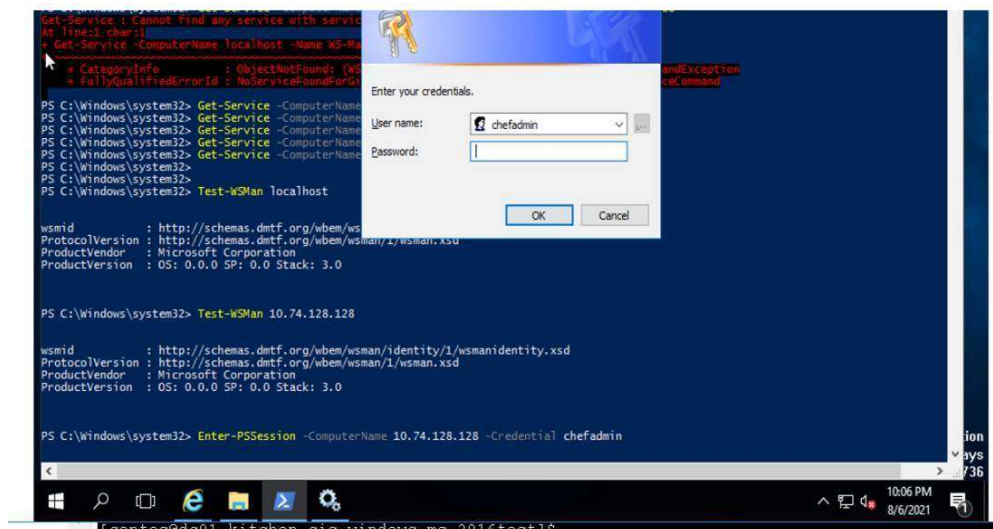 Get-Service : Cannot find any service with servic
At line:1 char:1
+ Get-Service -ComputerName localhost -Name WS-Ma
+ CategoryInfo : ObjectNotFound: (WS
andException
+ FullyQualifiedErrorId : NoServiceFoundForGi
ceCommand
PS C:\Windows\system32> Get-Service -ComputerName
PS C:\Windows\system32> Get-Service -ComputerName
PS C:\Windows\system32> Get-Service -ComputerName
PS C:\Windows\system32> Get-Service -ComputerName
PS C:\Windows\system32> Get-Service -ComputerName
PS C:\Windows\system32>
PS C:\Windows\system32>
PS C:\Windows\system32> Test-WSMan localhost
Enter your credentials.
User name:
chefadmin
...
Password:
OK
Cancel
wsmid : http://schemas.dmtf.org/wbem/ws
ProtocolVersion : http://schemas.dmtf.org/wbem/wsman/1/wsman.xsd
ProductVendor : Microsoft Corporation
ProductVersion : OS: 0.0.0 SP: 0.0 Stack: 3.0
PS C:\Windows\system32> Test-WSMan 10.74.128.128
wsmid : http://schemas.dmtf.org/wbem/wsman/identity/1/wsmanidentity.xsd
ProtocolVersion : http://schemas.dmtf.org/wbem/wsman/1/wsman.xsd
ProductVendor : Microsoft Corporation
ProductVersion : OS: 0.0.0 SP: 0.0 Stack: 3.0
PS C:\Windows\system32> Enter-PSSession -ComputerName 10.74.128.128 -Credential chefadmin
ion
ays
736
10:06 PM
8/6/2021
1